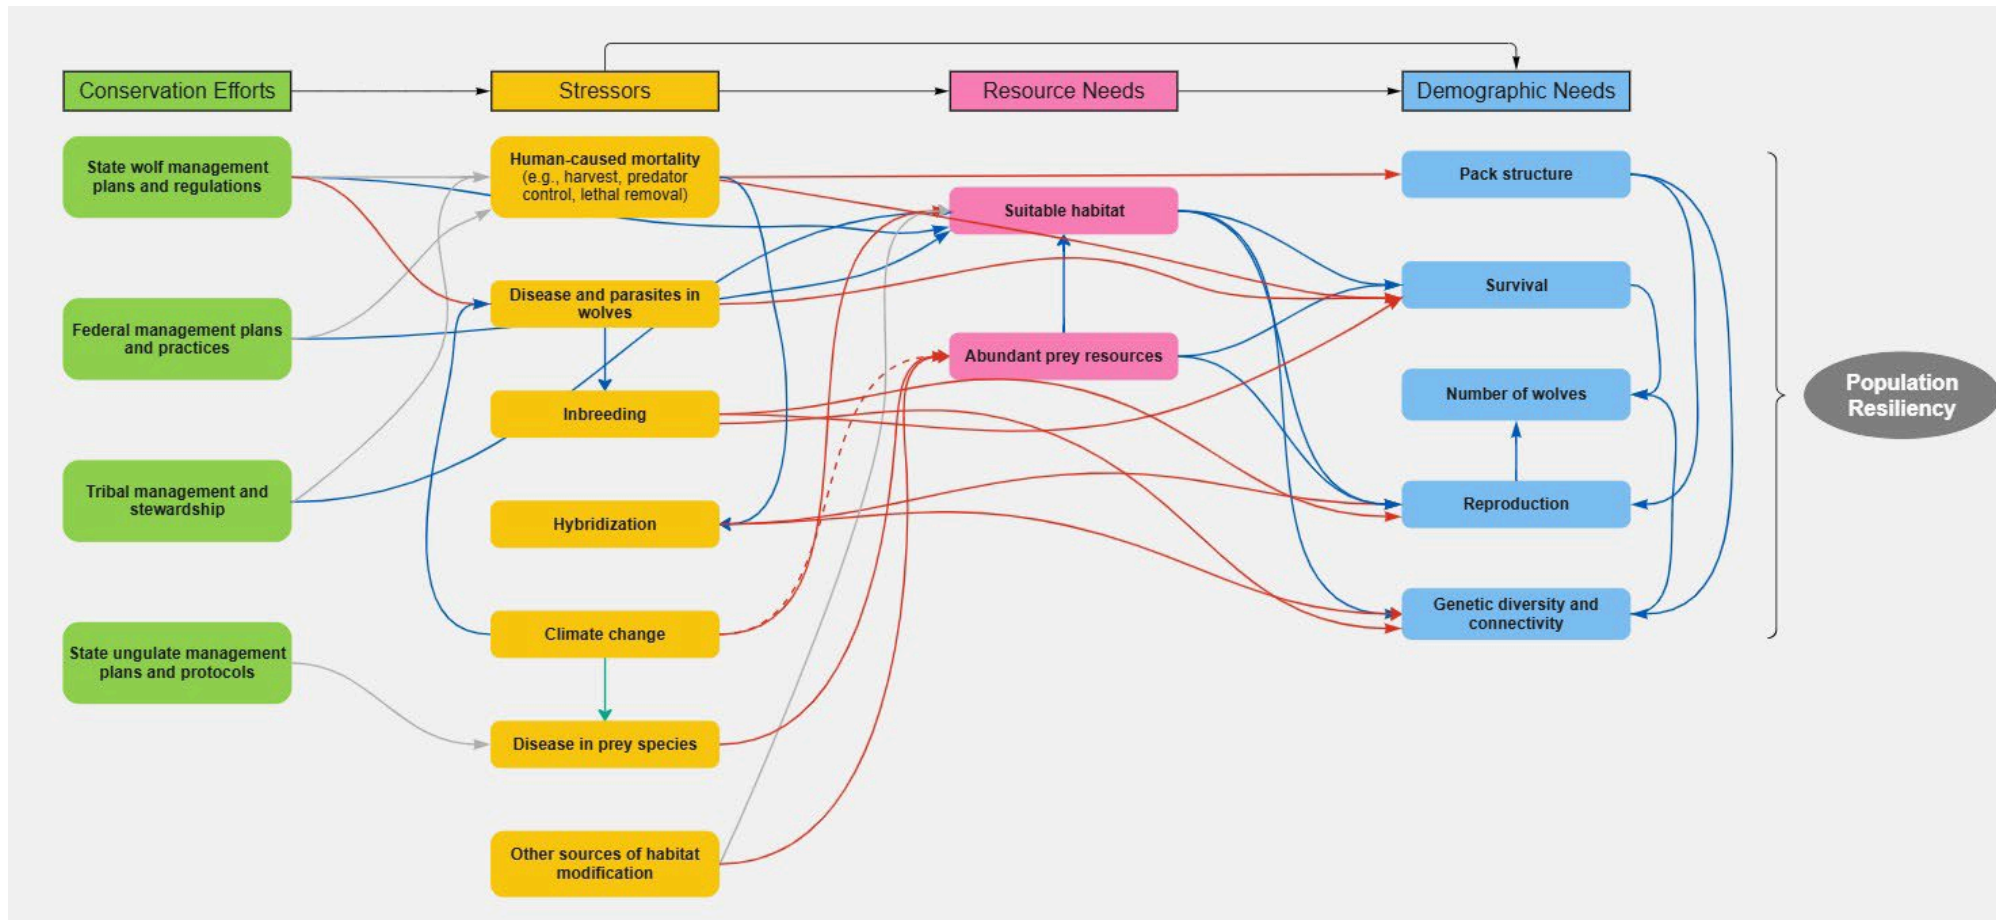 Conservation Efforts
Stressors
Resource Needs
Demographic Needs
State wolf management
plans and regulations
Federal management plans
and practices
Tribal management and
stewardship
State ungulate management
plans and protocols
Human-caused mortality
(e.g., harvest, predator
control, lethal removal)
Disease and parasites in
wolves
Inbreeding
Hybridization
Climate change
Disease in prey species
Other sources of habitat
modification
Suitable habitat
Abundant prey resources
Pack structure
Survival
Number of wolves
Reproduction
Genetic diversity and
connectivity
Population
Resiliency